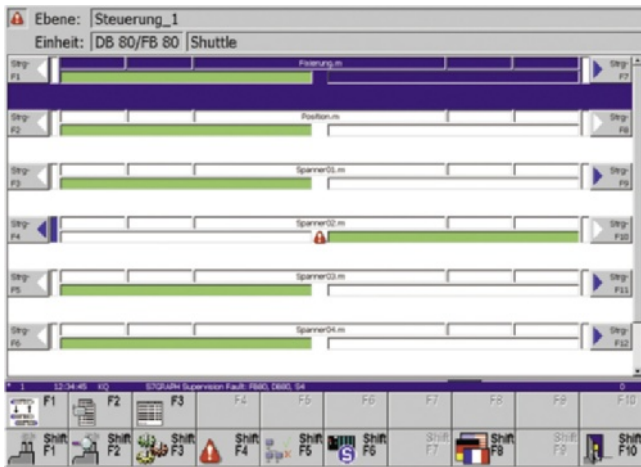 Ebene: Steuerung_1
Einheit: DB 80/FB 80 Shuttle
Strg- Fixierung.m Strg-
F1 F7
Strg- Position.m Strg-
F2 F8
Strg- Spanner01.m Strg-
F3 F9
Strg- Spanner02.m Strg-
F4 F10
Strg- Spanner03.m Strg-
F5 F11
Strg- Spanner04.m Strg-
F6 F12
* 1 12:34:45 KQ S7GRAPH Supervision Fault: FB80, DB80, S4 0
F1 F2 F3 F4 F5 F6 F7 F8 F9 F10
Shift Shift Shift Shift Shift Shift Shift Shift Shift Shift
F1 F2 F3 F4 F5 S F6 F7 F8 F9 F10